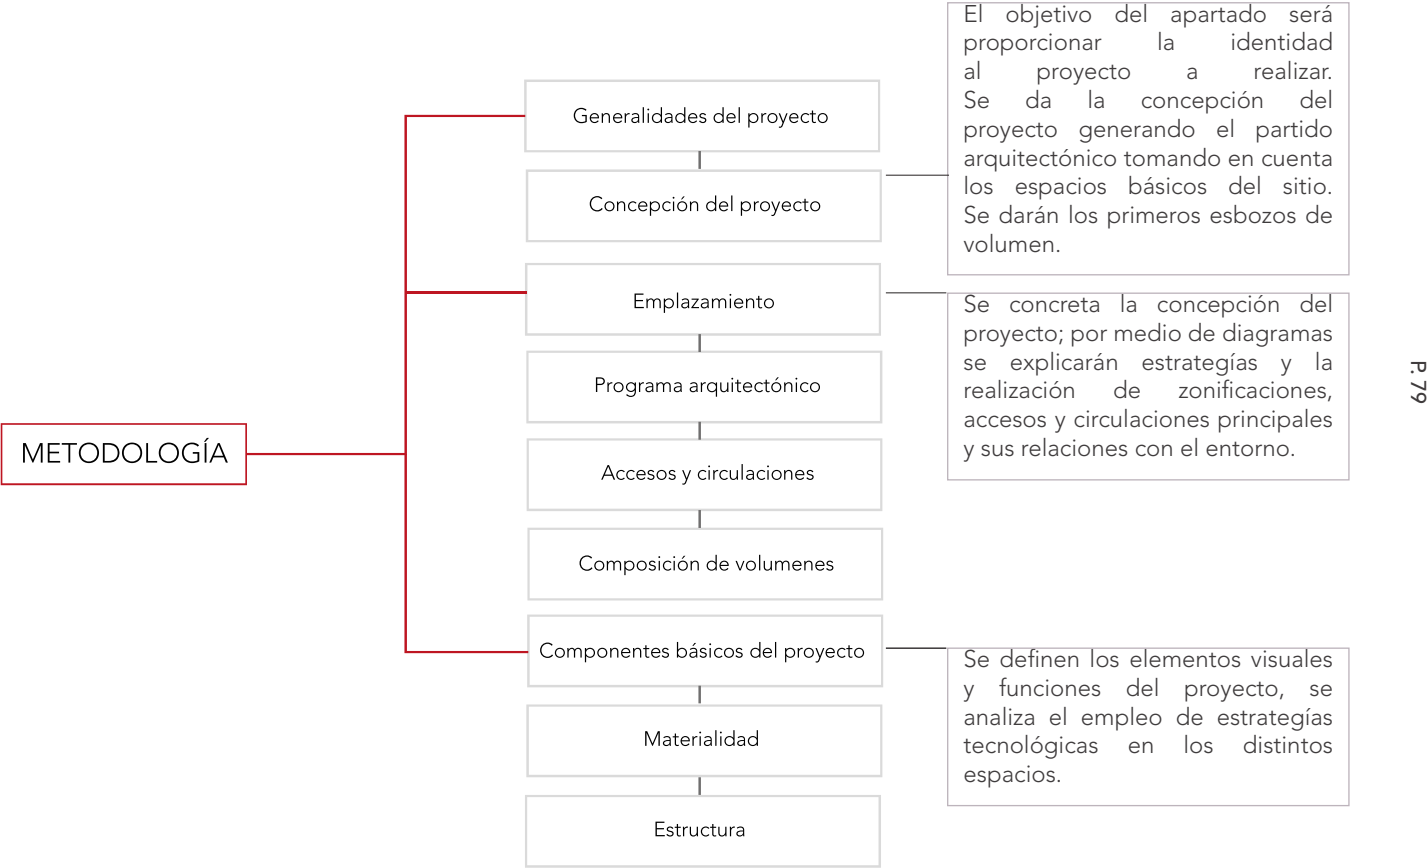 METODOLOGÍA
Generalidades del proyecto
Concepción del proyecto
El objetivo del apartado será
proporcionar la identidad
al proyecto a realizar.
Se da la concepción del
proyecto generando el partido
arquitectónico tomando en cuenta
los espacios básicos del sitio.
Se darán los primeros esbozos de
volumen.
Emplazamiento
Se concreta la concepción del
proyecto; por medio de diagramas
se explicarán estrategías y la
realización de zonificaciones,
accesos y circulaciones principales
y sus relaciones con el entorno.
Programa arquitectónico
Accesos y circulaciones
Composición de volumenes
Componentes básicos del proyecto
Se definen los elementos visuales
y funciones del proyecto, se
analiza el empleo de estrategías
tecnológicas en los distintos
espacios.
Materialidad
Estructura
P. 79